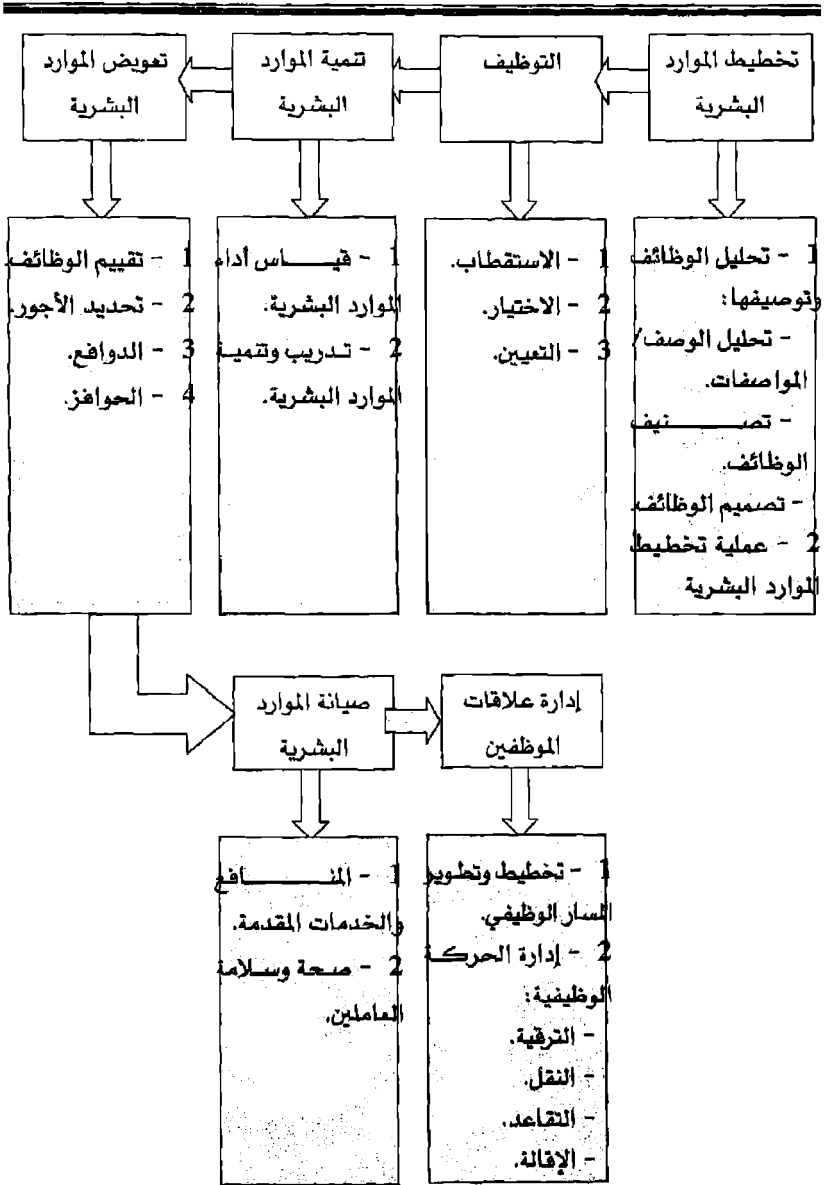 تخطيط الموارد
البشرية
التوظيف
تنمية الموارد
البشرية
تعويض الموارد
البشرية
1 - تحليل الوظائف
وتوصيفها:
- تحليل الوصف/
المواصفات.
- تصنيف
الوظائف.
- تصميم الوظائف
2 - عملية تخطيط
الموارد البشرية
1 - الاستقطاب.
2 - الاختيار.
3 - التعيين.
1 - قياس أداء
الموارد البشرية.
2 - تدريب وتنمية
الموارد البشرية.
1 - تقييم الوظائف
2 - تحديد الأجور.
3 - الدوافع.
4 - الحوافز.
صيانة الموارد
البشرية
إدارة علاقات
الموظفين
1 - المنافع
والخدمات المقدمة.
2 - صحة وسلامة
العاملين.
1 - تخطيط وتطوير
المسار الوظيفي.
2 - إدارة الحركة
الوظيفية:
- الترقية.
- النقل.
- التقاعد.
- الإقالة.